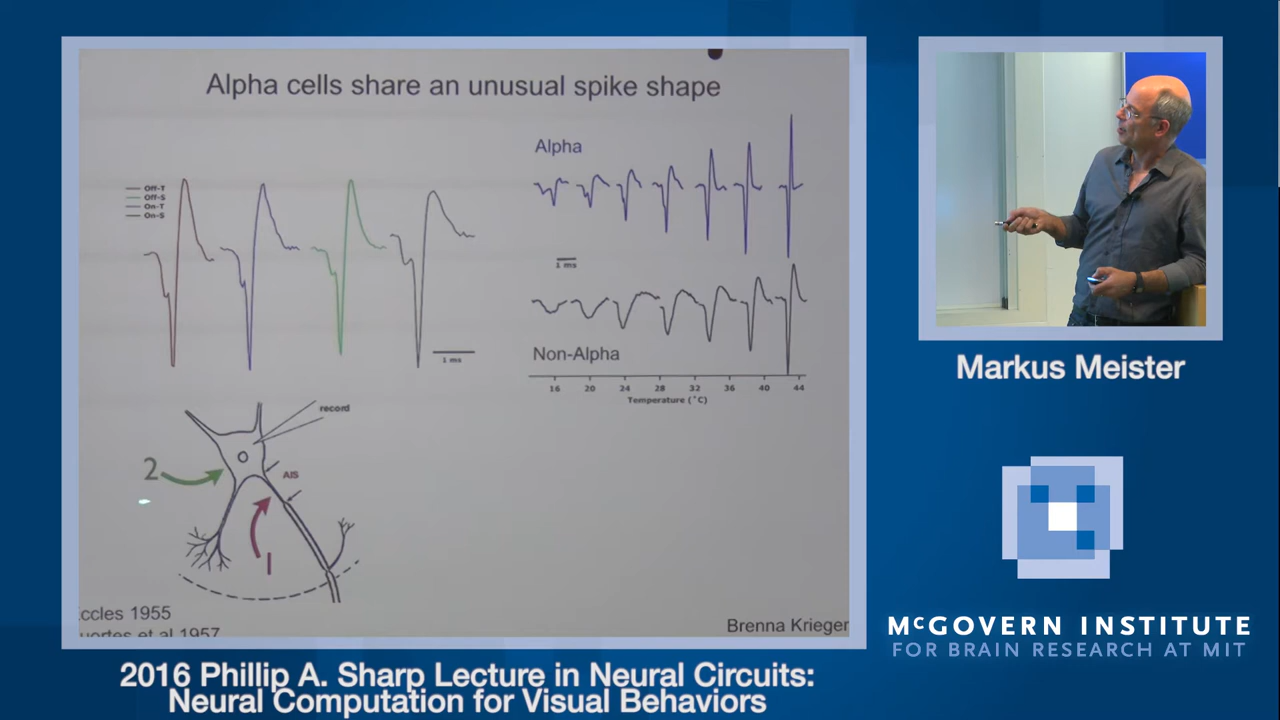 Alpha cells share an unusual spike shape
Off-T
Off-S
On-T
On-S
1 ms
Alpha
1 ms
Non-Alpha
16 20 24 28 32 36 40 44
Temperature (°C)
record
2
AIS
1
ccles 1955
uortes et al 1957
Brenna Krieger
Markus Meister
McGOVERN INSTITUTE
FOR BRAIN RESEARCH AT MIT
2016 Phillip A. Sharp Lecture in Neural Circuits:
Neural Computation for Visual Behaviors